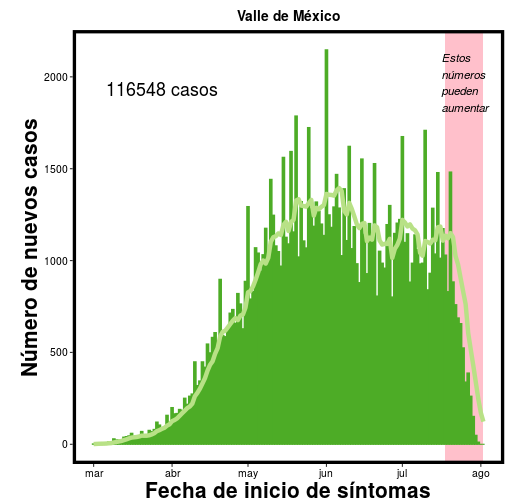 Valle de México
Estos
números
pueden
aumentar
116548 casos
Número de nuevos casos
2000
1500
1000
500
0
mar abr may jun jul ago
Fecha de inicio de síntomas